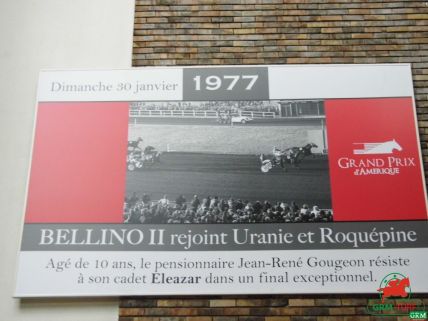 Dimanche 30 janvier 1977
GRAND PRIX
d'AMERIQUE
BELLINO II rejoint Uranie et Roquépine
Agé de 10 ans, le pensionnaire Jean-René Gougeon résiste
à son cadet Eleazar dans un final exceptionnel.
GRM